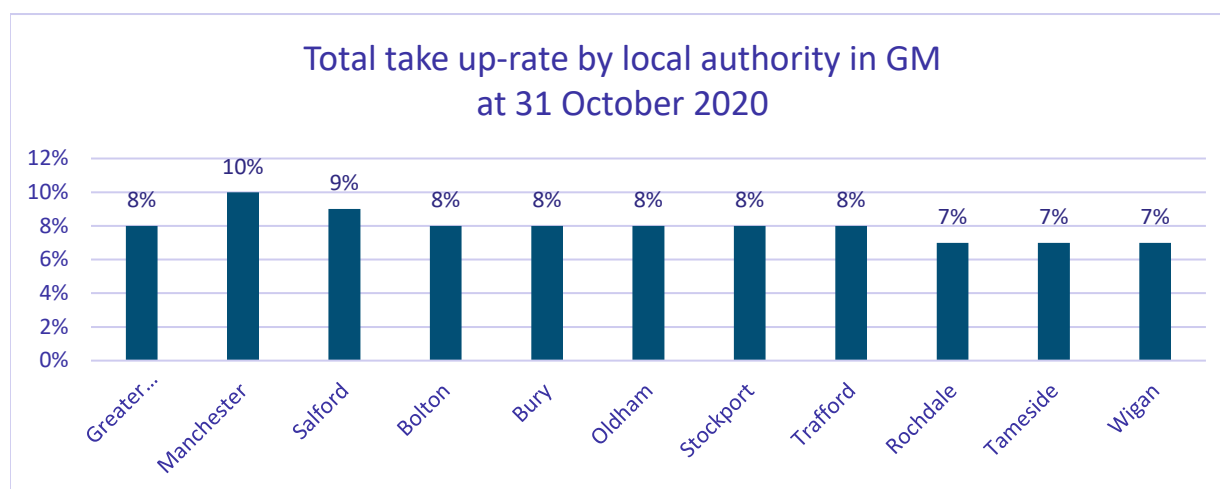 Total take up-rate by local authority in GM
at 31 October 2020
12%
10%
8%
6%
4%
2%
0%
8%
10%
9%
8%
8%
8%
8%
8%
7%
7%
7%
Greater...
Manchester
Salford
Bolton
Bury
Oldham
Stockport
Trafford
Rochdale
Tameside
Wigan